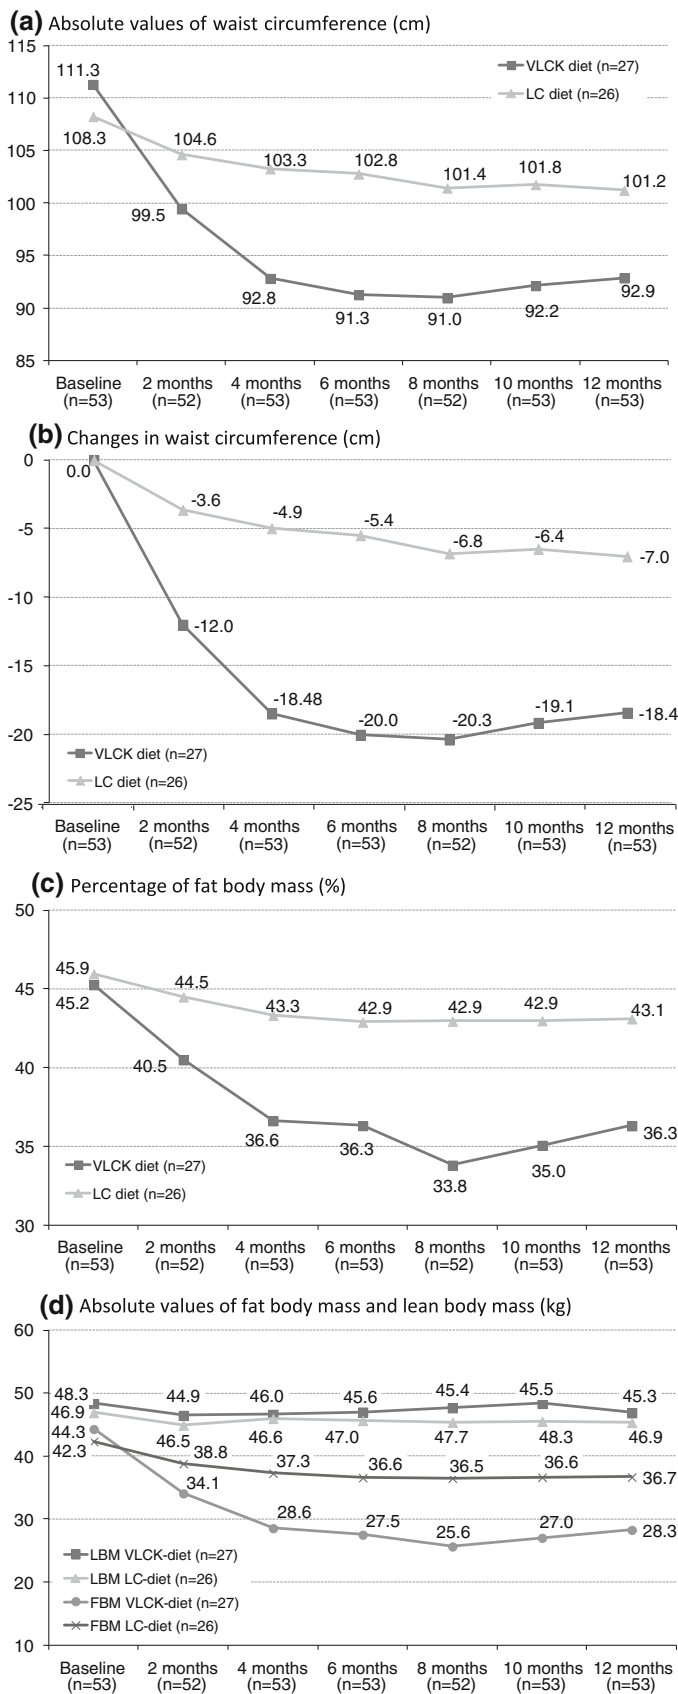 (a) Absolute values of waist circumference (cm)
115
111.3
VLCK diet (n=27)
110
LC diet (n=26)
108.3
104.6
105
103.3
102.8
101.4
101.8
101.2
100
99.5
95
92.8
91.3
91.0
92.2
92.9
90
85
Baseline 2 months 4 months 6 months 8 months 10 months 12 months
(n=53) (n=52) (n=53) (n=53) (n=52) (n=53) (n=53)
(b) Changes in waist circumference (cm)
0
0.0
-3.6
-4.9
-5.4
-6.8
-6.4
-7.0
-5
-10
-12.0
-15
-18.48
-20.0
-20.3
-19.1
-18.4
-20
VLCK diet (n=27)
LC diet (n=26)
-25
Baseline 2 months 4 months 6 months 8 months 10 months 12 months
(n=53) (n=52) (n=53) (n=53) (n=52) (n=53) (n=53)
(c) Percentage of fat body mass (%)
50
45.9
44.5
43.3
42.9
42.9
42.9
43.1
45
45.2
40
40.5
36.6
36.3
33.8
35.0
36.3
35
VLCK diet (n=27)
LC diet (n=26)
30
Baseline 2 months 4 months 6 months 8 months 10 months 12 months
(n=53) (n=52) (n=53) (n=53) (n=52) (n=53) (n=53)
(d) Absolute values of fat body mass and lean body mass (kg)
60
50
48.3 44.9 46.0 45.6 45.4 45.5 45.3
46.9 46.5 46.6 47.0 47.7 48.3 46.9
44.3
42.3 38.8 37.3 36.6 36.5 36.6 36.7
40
34.1 28.6 27.5 25.6 27.0 28.3
30
LBM VLCK-diet (n=27)
LBM LC-diet (n=26)
20
FBM VLCK-diet (n=27)
FBM LC-diet (n=26)
10
Baseline 2 months 4 months 6 months 8 months 10 months 12 months
(n=53) (n=52) (n=53) (n=53) (n=52) (n=53) (n=53)